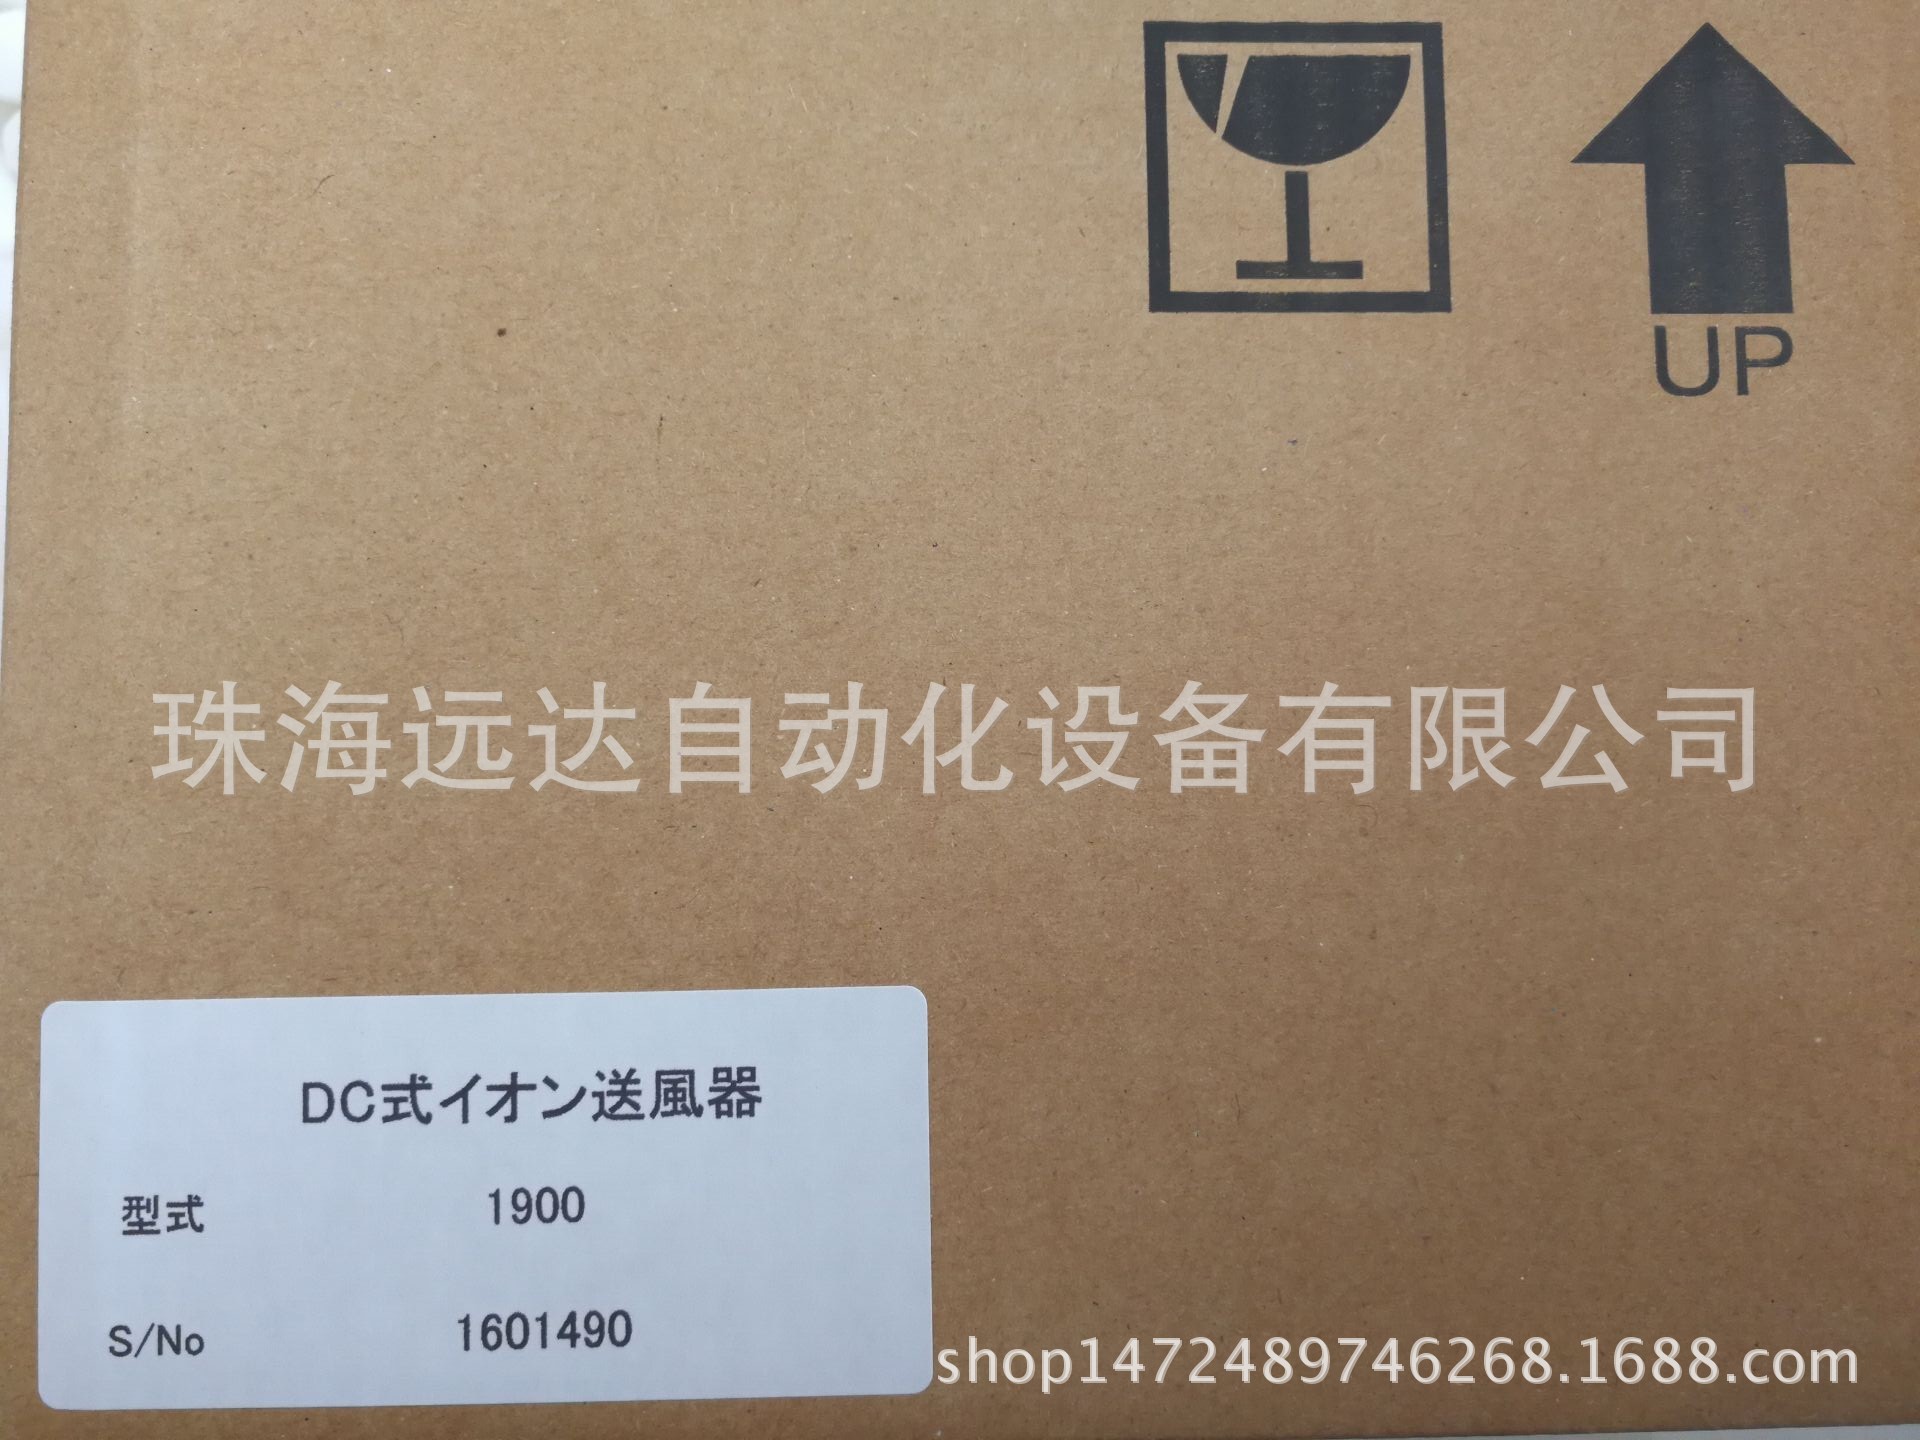 UP
珠海远达自动化设备有限公司
DC式イオン送風器
型式 1900
S/No 1601490
shop1472489746268.1688.com